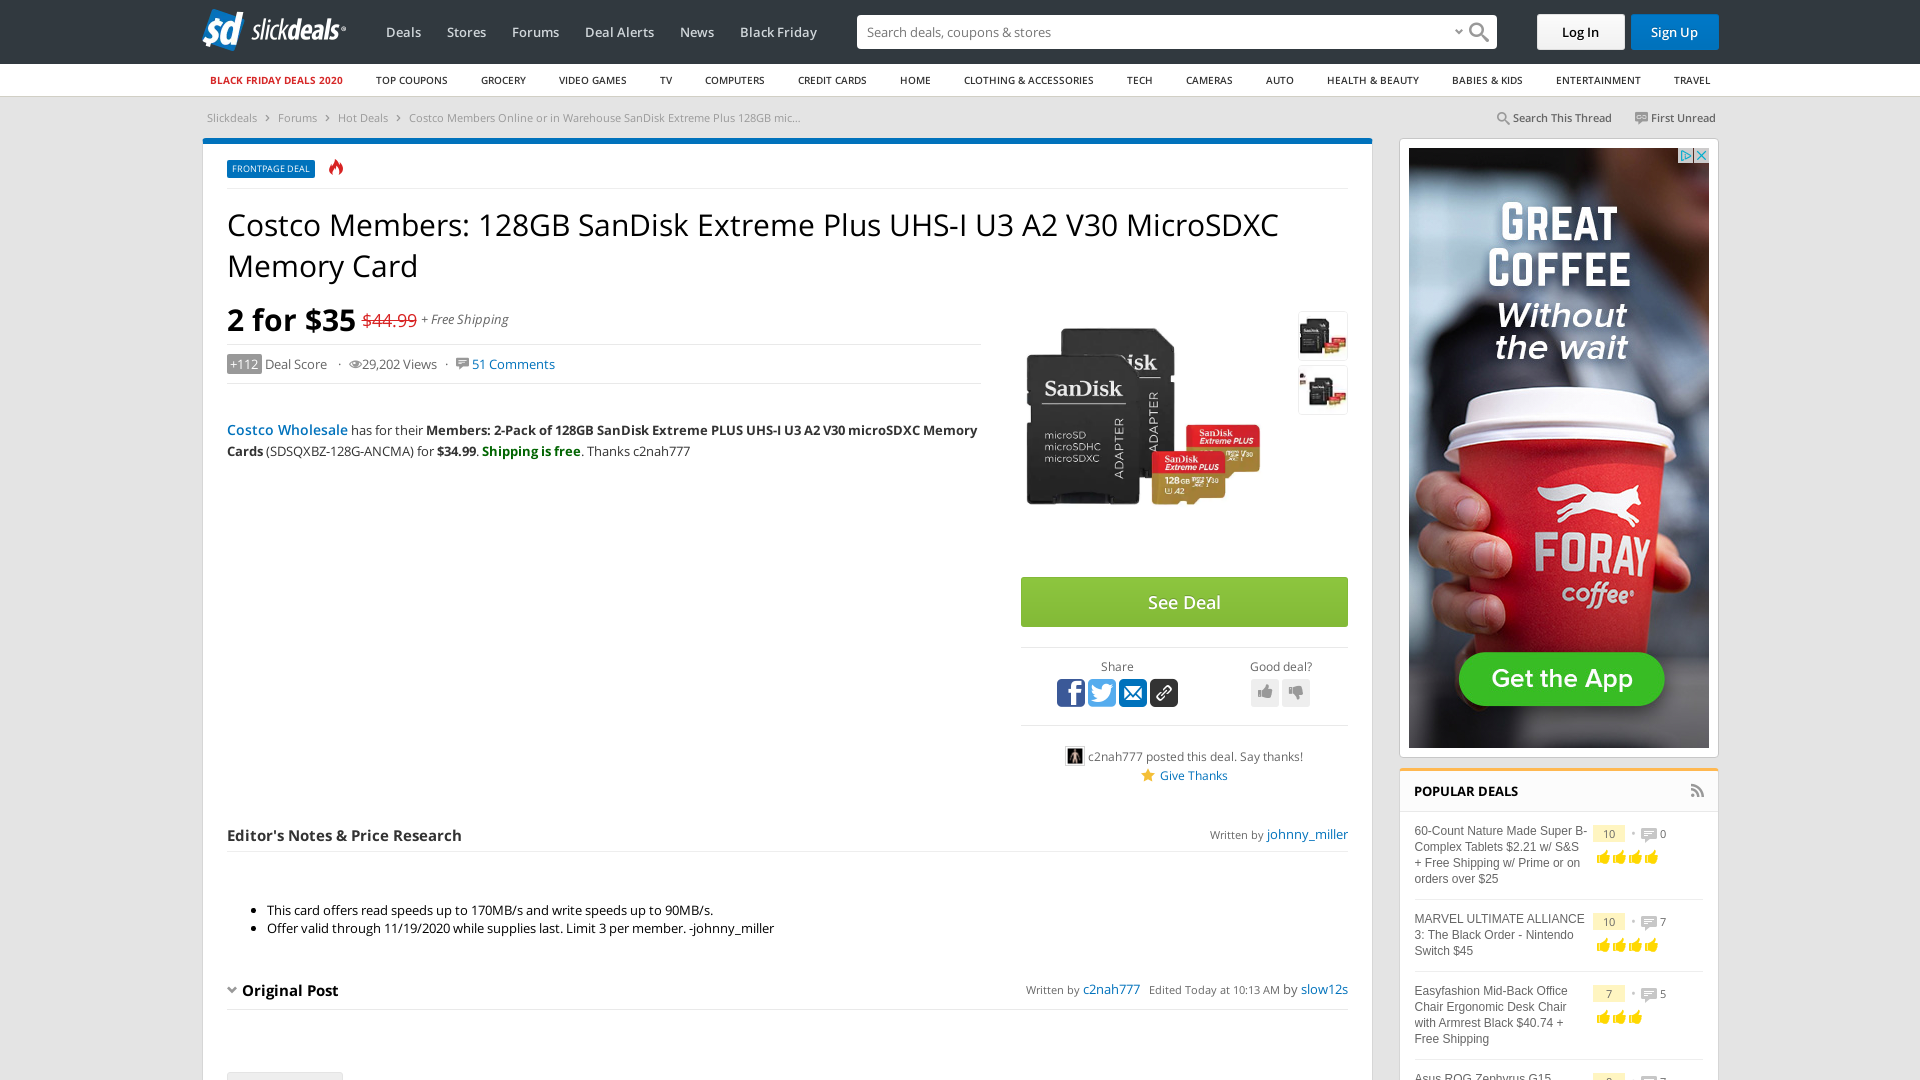 sd slickdeals
Deals Stores Forums Deal Alerts News Black Friday
Search deals, coupons & stores
Log In Sign Up
BLACK FRIDAY DEALS 2020 TOP COUPONS GROCERY VIDEO GAMES TV COMPUTERS CREDIT CARDS HOME CLOTHING & ACCESSORIES TECH CAMERAS AUTO HEALTH & BEAUTY BABIES & KIDS ENTERTAINMENT TRAVEL
Slickdeals > Forums > Hot Deals > Costco Members Online or in Warehouse SanDisk Extreme Plus 128GB mic...
Search This Thread First Unread
FRONTPAGE DEAL
Costco Members: 128GB SanDisk Extreme Plus UHS-I U3 A2 V30 MicroSDXC
Memory Card
2 for $35 $44.99 + Free Shipping
+112 Deal Score · 29,202 Views · 51 Comments
Costco Wholesale has for their Members: 2-Pack of 128GB SanDisk Extreme PLUS UHS-I U3 A2 V30 microSDXC Memory
Cards (SDSQXBZ-128G-ANCMA) for $34.99. Shipping is free. Thanks c2nah777
SanDisk
microSD
microSDHC
microSDXC
ADAPTER
ADAPTER
SanDisk
Extreme PLUS
SanDisk
Extreme PLUS
128GB
See Deal
Share
Good deal?
c2nah777 posted this deal. Say thanks!
Give Thanks
Editor's Notes & Price Research
Written by johnny_miller
• This card offers read speeds up to 170MB/s and write speeds up to 90MB/s.
• Offer valid through 11/19/2020 while supplies last. Limit 3 per member. -johnny_miller
Original Post
Written by c2nah777 Edited Today at 10:13 AM by slow12s
GREAT
COFFEE
Without
the wait
FORAY
coffee
Get the App
POPULAR DEALS
60-Count Nature Made Super B-
Complex Tablets $2.21 w/ S&S
+ Free Shipping w/ Prime or on
orders over $25
10 • 0
MARVEL ULTIMATE ALLIANCE
3: The Black Order - Nintendo
Switch $45
10 • 7
Easyfashion Mid-Back Office
Chair Ergonomic Desk Chair
with Armrest Black $40.74 +
Free Shipping
7 • 5
Asus ROG Zephyrus G15